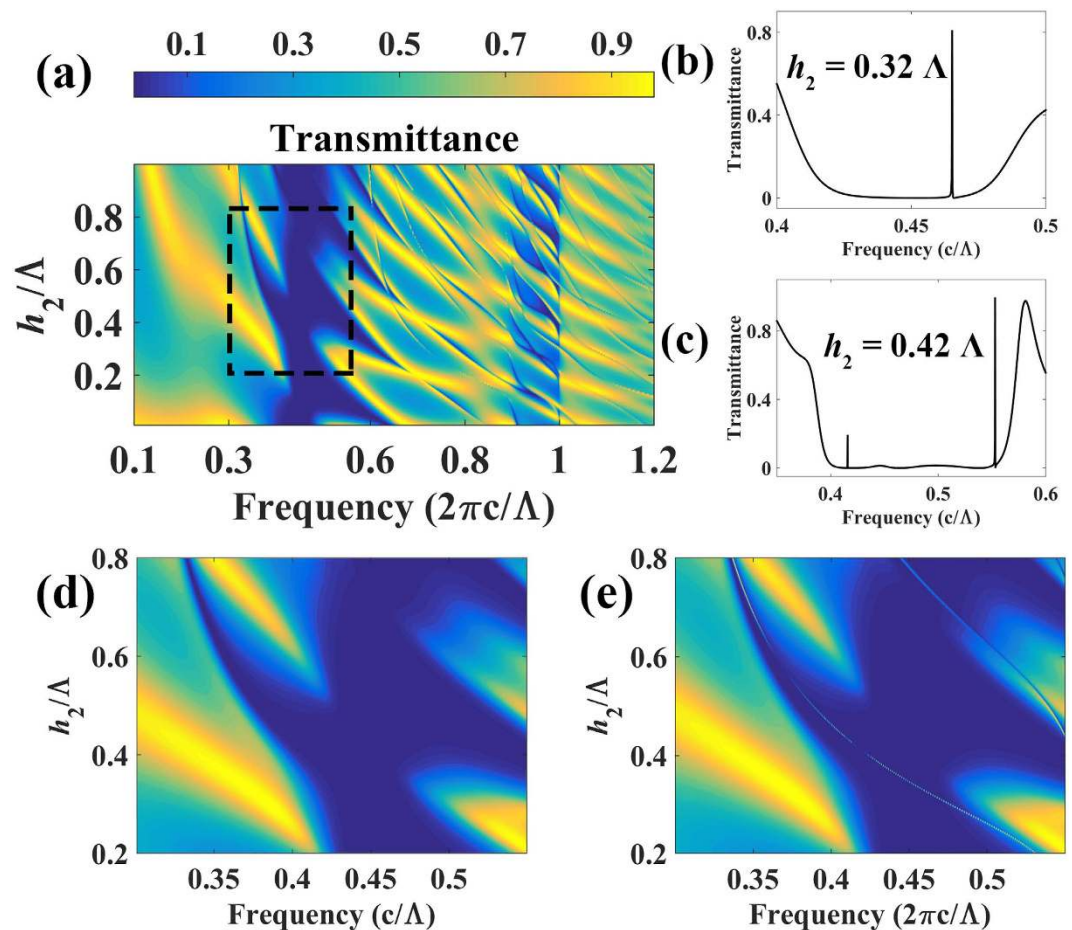 (a)
0.1 0.3 0.5 0.7 0.9
Transmittance
h₂/Λ
0.8
0.6
0.4
0.2
0.1 0.3 0.6 0.8 1 1.2
Frequency (2πc/Λ)
(b)
h₂ = 0.32 Λ
Transmittance
0.8
0.4
0
0.4 0.45 0.5
Frequency (c/Λ)
(c)
h₂ = 0.42 Λ
Transmittance
0.8
0.4
0
0.4 0.5 0.6
Frequency (c/Λ)
(d)
h₂/Λ
0.8
0.6
0.4
0.2
0.35 0.4 0.45 0.5
Frequency (c/Λ)
(e)
h₂/Λ
0.8
0.6
0.4
0.2
0.35 0.4 0.45 0.5
Frequency (2πc/Λ)